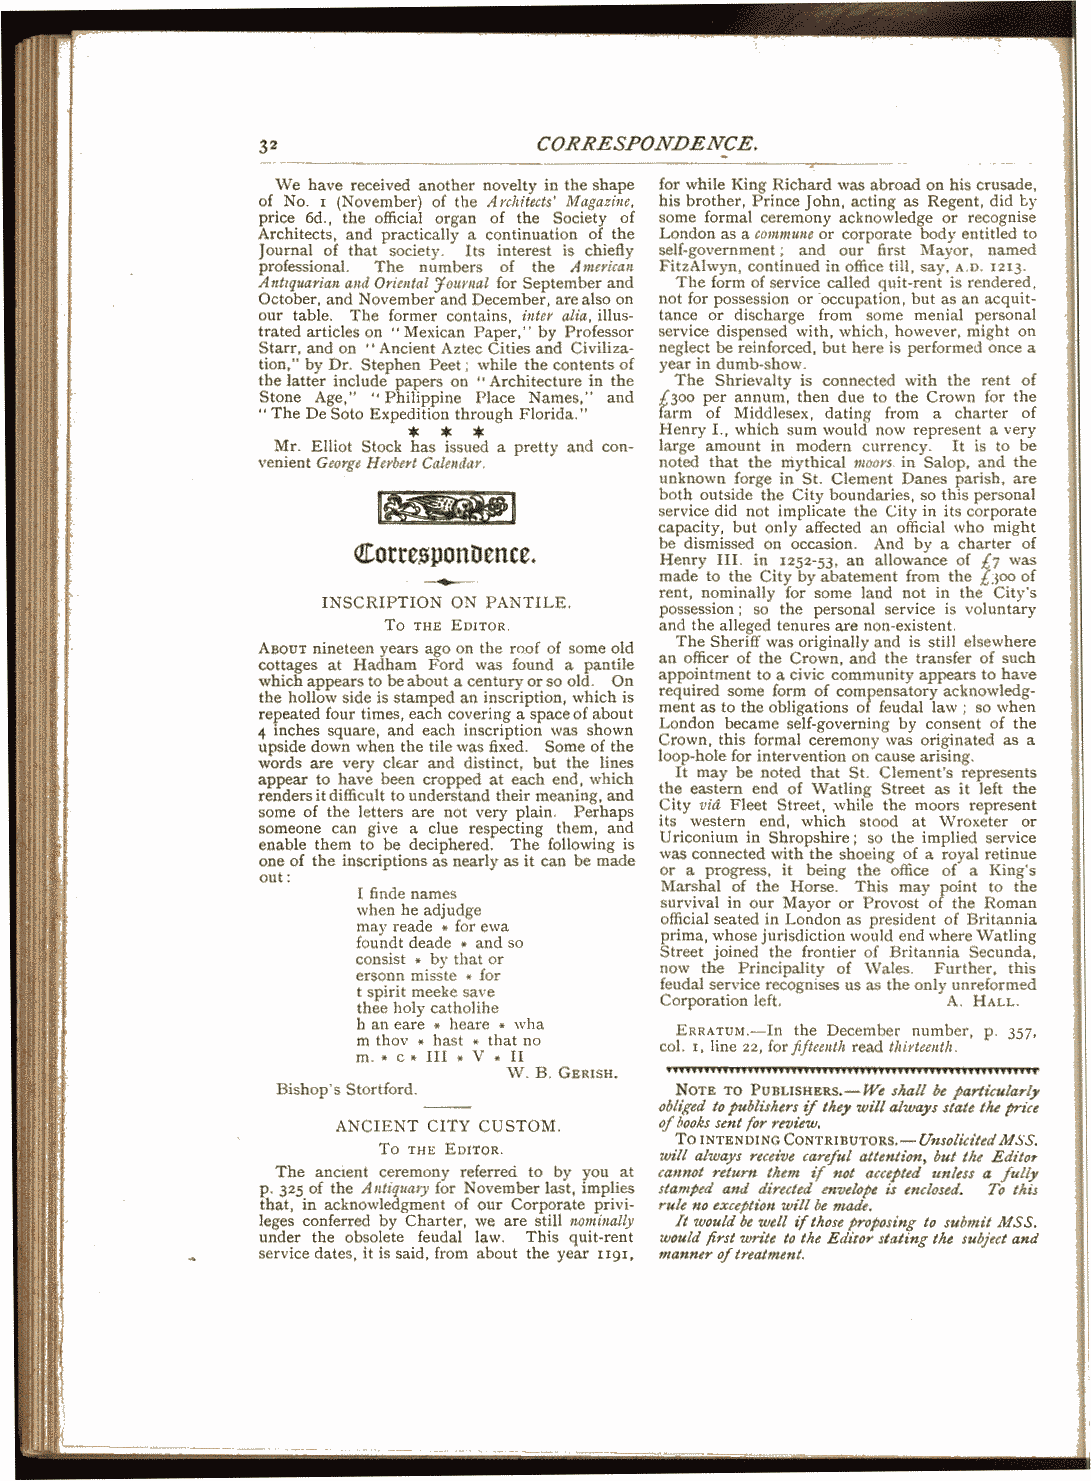 32
CORRESPONDENCE.
We have received another novelty in the shape
of No. 1 (November) of the Architects' Magazine,
price 6d., the official organ of the Society of
Architects, and practically a continuation of the
Journal of that society. Its interest is chiefly
professional. The numbers of the American
Antiquarian and Oriental Journal for September and
October, and November and December, are also on
our table. The former contains, inter alia, illus-
trated articles on "Mexican Paper," by Professor
Starr, and on "Ancient Aztec Cities and Civiliza-
tion," by Dr. Stephen Peet; while the contents of
the latter include papers on "Architecture in the
Stone Age," "Philippine Place Names," and
"The De Soto Expedition through Florida."
* * *
Mr. Elliot Stock has issued a pretty and con-
venient George Herbert Calendar.
Correspondence.
INSCRIPTION ON PANTILE.
TO THE EDITOR.
ABOUT nineteen years ago on the roof of some old
cottages at Hadham Ford was found a pantile
which appears to be about a century or so old. On
the hollow side is stamped an inscription, which is
repeated four times, each covering a space of about
4 inches square, and each inscription was shown
upside down when the tile was fixed. Some of the
words are very clear and distinct, but the lines
appear to have been cropped at each end, which
renders it difficult to understand their meaning, and
some of the letters are not very plain. Perhaps
someone can give a clue respecting them, and
enable them to be deciphered. The following is
one of the inscriptions as nearly as it can be made
out:
I finde names
when he adjudge
may reade * for ewa
foundt deade * and so
consist * by that or
ersonn misste * for
t spirit meeke save
thee holy catholihe
h an eare * heare * wha
m thov * hast * that no
m. * c * III * V * II
W. B. GERISH.
Bishop's Stortford.
ANCIENT CITY CUSTOM.
TO THE EDITOR.
The ancient ceremony referred to by you at
p. 325 of the Antiquary for November last, implies
that, in acknowledgment of our Corporate privi-
leges conferred by Charter, we are still nominally
under the obsolete feudal law. This quit-rent
service dates, it is said, from about the year 1191,
for while King Richard was abroad on his crusade,
his brother, Prince John, acting as Regent, did by
some formal ceremony acknowledge or recognise
London as a commune or corporate body entitled to
self-government; and our first Mayor, named
FitzAlwyn, continued in office till, say, A.D. 1213.
The form of service called quit-rent is rendered,
not for possession or occupation, but as an acquit-
tance or discharge from some menial personal
service dispensed with, which, however, might on
neglect be reinforced, but here is performed once a
year in dumb-show.
The Shrievalty is connected with the rent of
£300 per annum, then due to the Crown for the
farm of Middlesex, dating from a charter of
Henry I., which sum would now represent a very
large amount in modern currency. It is to be
noted that the mythical moors in Salop, and the
unknown forge in St. Clement Danes parish, are
both outside the City boundaries, so this personal
service did not implicate the City in its corporate
capacity, but only affected an official who might
be dismissed on occasion. And by a charter of
Henry III. in 1252-53, an allowance of £7 was
made to the City by abatement from the £300 of
rent, nominally for some land not in the City's
possession; so the personal service is voluntary
and the alleged tenures are non-existent.
The Sheriff was originally and is still elsewhere
an officer of the Crown, and the transfer of such
appointment to a civic community appears to have
required some form of compensatory acknowledg-
ment as to the obligations of feudal law; so when
London became self-governing by consent of the
Crown, this formal ceremony was originated as a
loop-hole for intervention on cause arising.
It may be noted that St. Clement's represents
the eastern end of Watling Street as it left the
City viâ Fleet Street, while the moors represent
its western end, which stood at Wroxeter or
Uriconium in Shropshire; so the implied service
was connected with the shoeing of a royal retinue
or a progress, it being the office of a King's
Marshal of the Horse. This may point to the
survival in our Mayor or Provost of the Roman
official seated in London as president of Britannia
prima, whose jurisdiction would end where Watling
Street joined the frontier of Britannia Secunda,
now the Principality of Wales. Further, this
feudal service recognises us as the only unreformed
Corporation left. A. HALL.
ERRATUM.—In the December number, p. 357,
col. 1, line 22, for fifteenth read thirteenth.
NOTE TO PUBLISHERS.—We shall be particularly
obliged to publishers if they will always state the price
of books sent for review.
TO INTENDING CONTRIBUTORS.—Unsolicited MSS.
will always receive careful attention, but the Editor
cannot return them if not accepted unless a fully
stamped and directed envelope is enclosed. To this
rule no exception will be made.
It would be well if those proposing to submit MSS.
would first write to the Editor stating the subject and
manner of treatment.